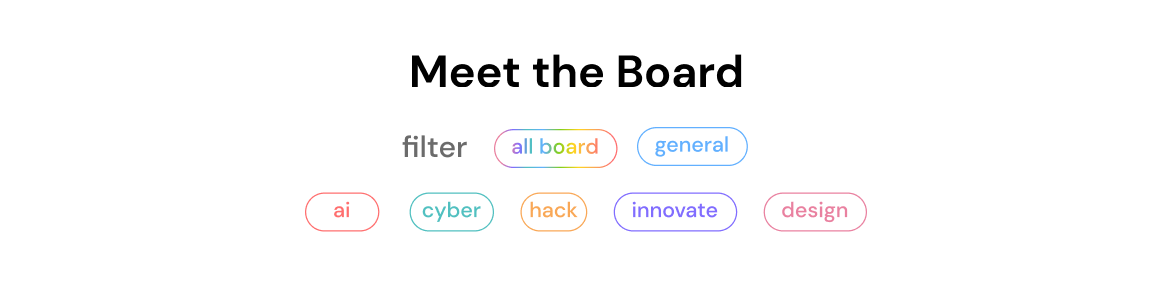 Meet the Board
filter all board general
ai cyber hack innovate design